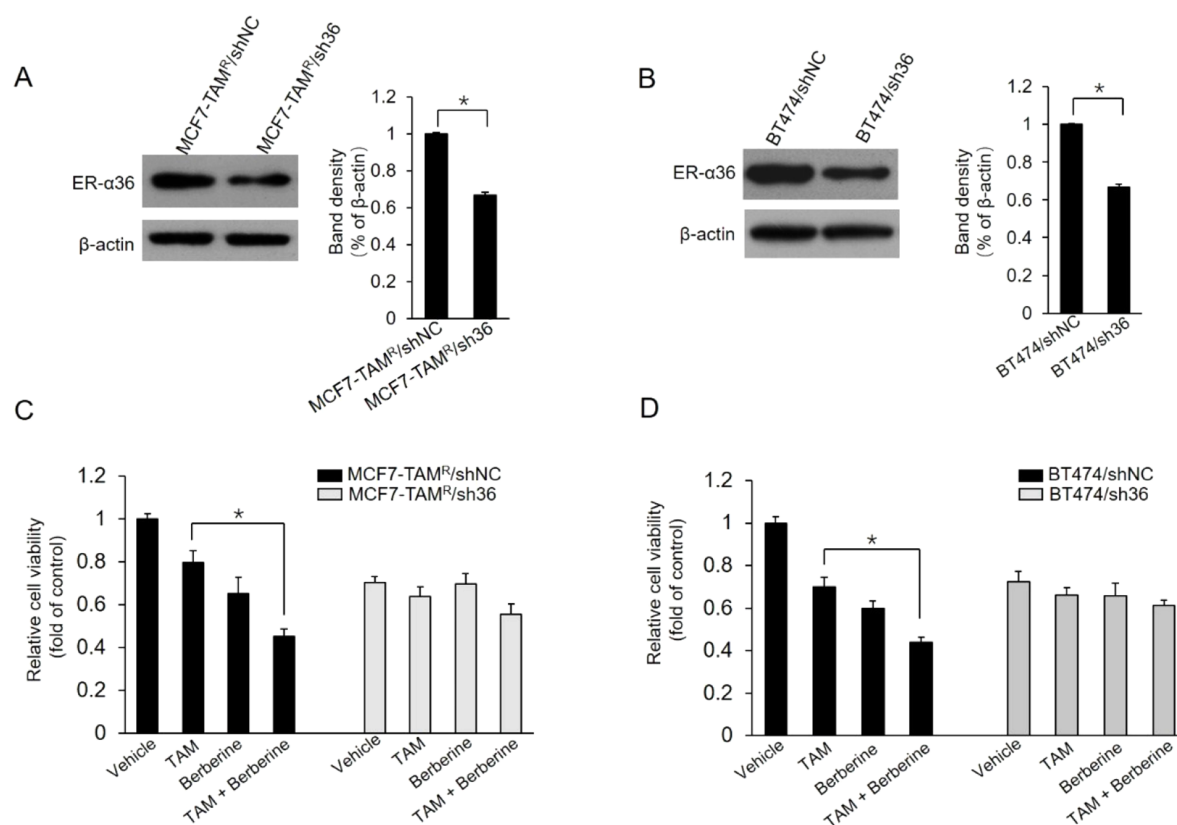 A
MCF7-TAMᴿ/shNC
MCF7-TAMᴿ/sh36
ER-α36
β-actin
Band density
(% of β-actin)
1.2
1
0.8
0.6
0.4
0.2
0
*
MCF7-TAMᴿ/shNC
MCF7-TAMᴿ/sh36
B
BT474/shNC
BT474/sh36
ER-α36
β-actin
Band density
(% of β-actin)
1.2
1
0.8
0.6
0.4
0.2
0
*
BT474/shNC
BT474/sh36
C
Relative cell viability
(fold of control)
1.2
1
0.8
0.6
0.4
0.2
0
*
MCF7-TAMᴿ/shNC
MCF7-TAMᴿ/sh36
Vehicle
TAM
Berberine
TAM + Berberine
Vehicle
TAM
Berberine
TAM + Berberine
D
Relative cell viability
(fold of control)
1.2
1
0.8
0.6
0.4
0.2
0
*
BT474/shNC
BT474/sh36
Vehicle
TAM
Berberine
TAM + Berberine
Vehicle
TAM
Berberine
TAM + Berberine